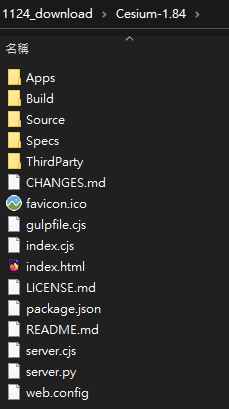 1124_download > Cesium-1.84 >
名稱
Apps
Build
Source
Specs
ThirdParty
CHANGES.md
favicon.ico
gulpfile.cjs
index.cjs
index.html
LICENSE.md
package.json
README.md
server.cjs
server.py
web.config